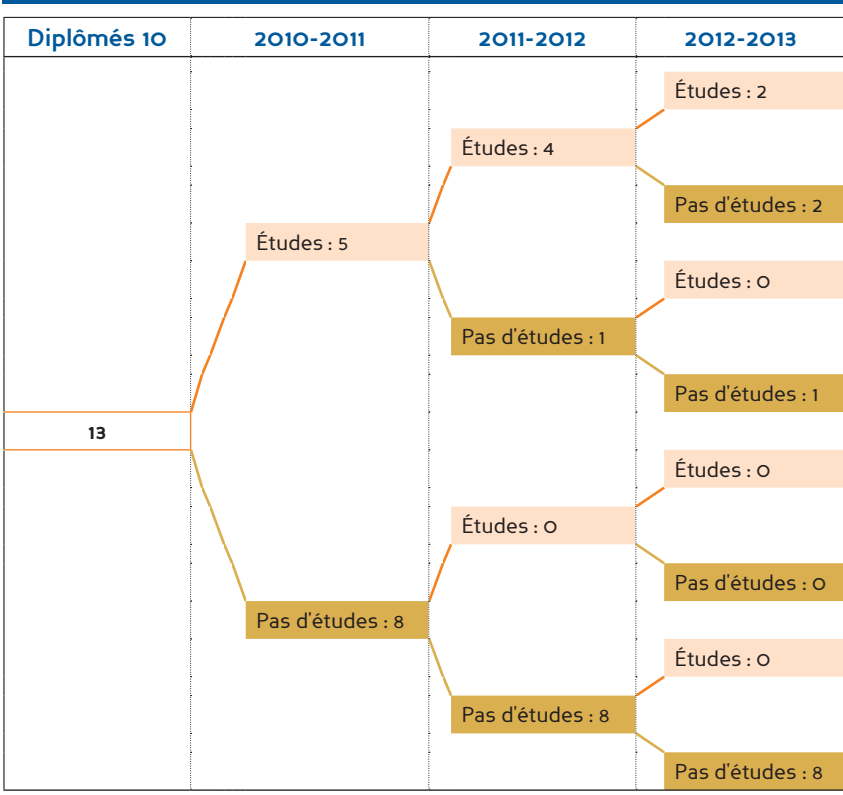 Diplômés 10 2010-2011 2011-2012 2012-2013
Études : 2
Études : 4
Pas d'études : 2
Études : 5
Études : 0
Pas d'études : 1
Pas d'études : 1
13
Études : 0
Études : 0
Pas d'études : 0
Pas d'études : 8
Études : 0
Pas d'études : 8
Pas d'études : 8